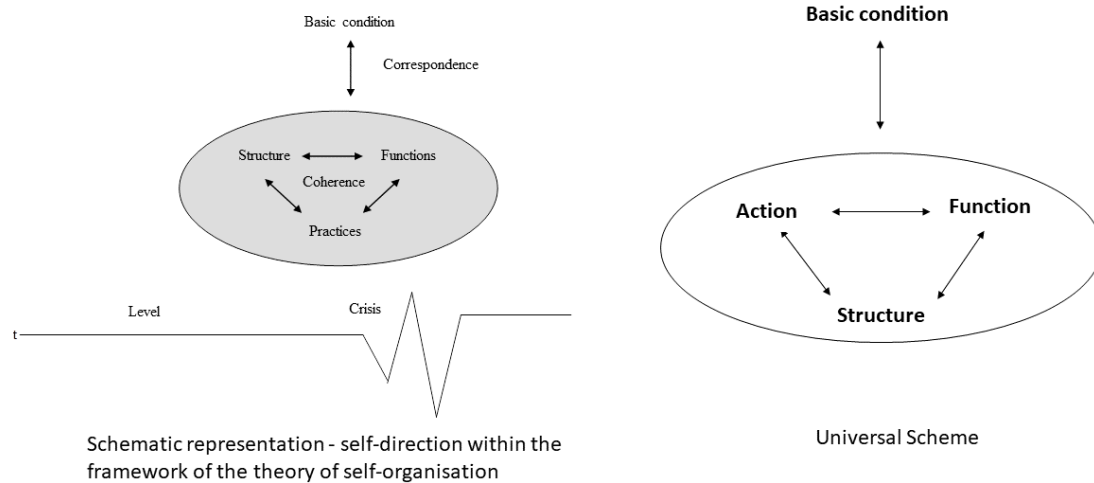 Basic condition
Correspondence
Structure
Functions
Coherence
Practices
Level
Crisis
t
Schematic representation - self-direction within the
framework of the theory of self-organisation
Basic condition
Action
Function
Structure
Universal Scheme